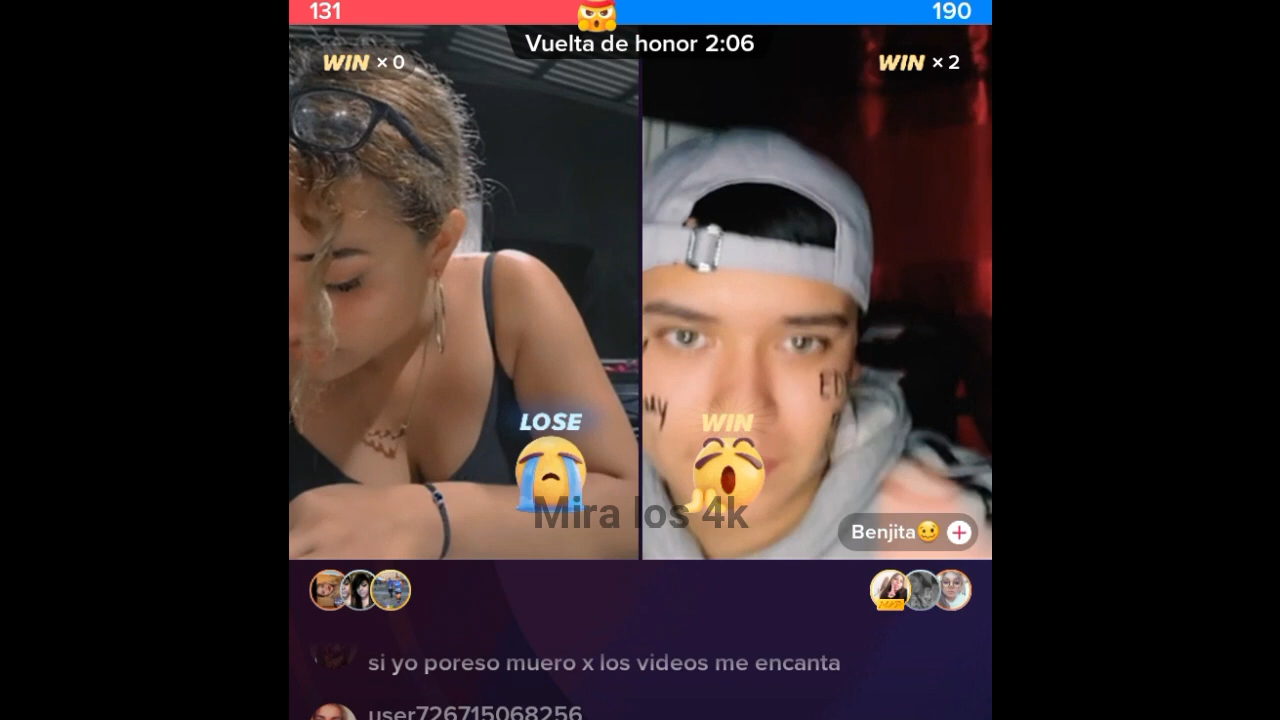 131
190
Vuelta de honor 2:06
WIN × 0
WIN × 2
LOSE
WIN
Mira los 4k
Benjita
si yo poreso muero x los videos me encanta
user726715068256